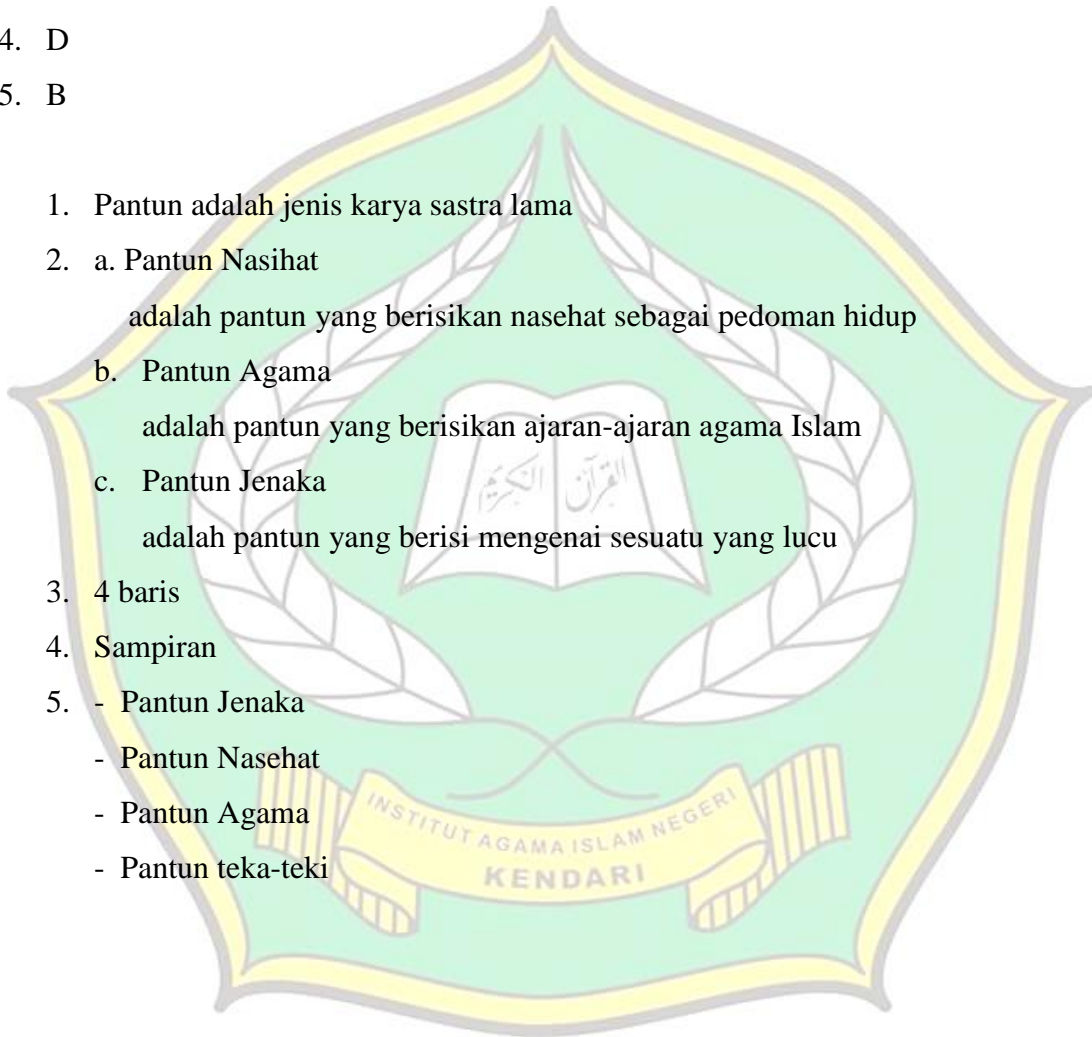 4. D
5. B
1. Pantun adalah jenis karya sastra lama
2. a. Pantun Nasihat
adalah pantun yang berisikan nasehat sebagai pedoman hidup
b. Pantun Agama
adalah pantun yang berisikan ajaran-ajaran agama Islam
c. Pantun Jenaka
القرآن الكريم
adalah pantun yang berisi mengenai sesuatu yang lucu
3. 4 baris
4. Sampiran
5. - Pantun Jenaka
- Pantun Nasehat
- Pantun Agama
- Pantun teka-teki
INSTITUT AGAMA ISLAM NEGERI
KENDARI